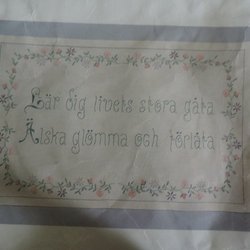 Lär dig livets stora gåta
Älska glömma och förlåta